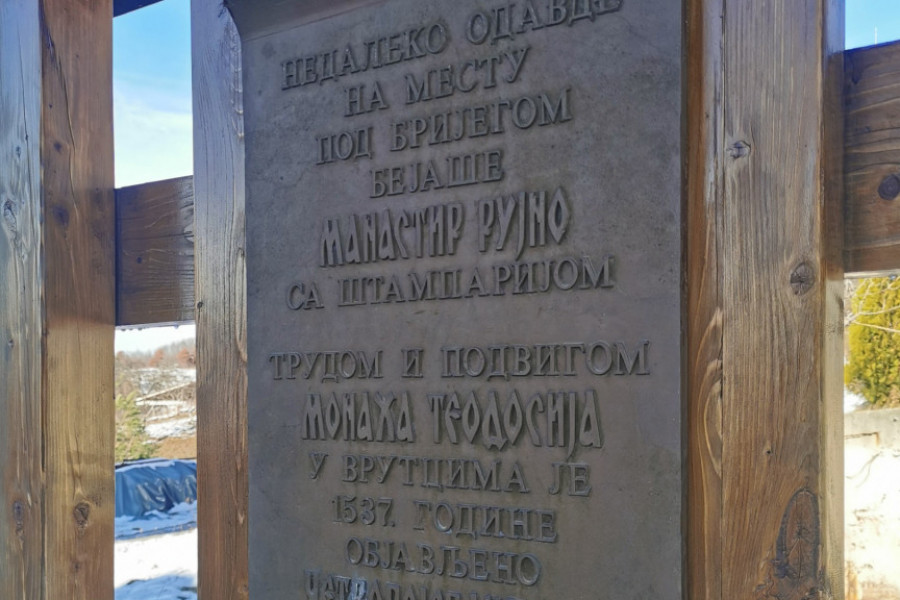 НЕДАЛЕКО ОДАВДЕ
НА МЕСТУ
ПОД БРИЈЕГОМ
БЕЈАШЕ
МАНАСТИР РУЈНО
СА ШТАМПАРИЈОМ
ТРУДОМ И ПОДВИГОМ
МОНАХА ТЕОДОСИЈА
У ВРУТЦИМА ЈЕ
1537. ГОДИНЕ
ОБЈАВЉЕНО